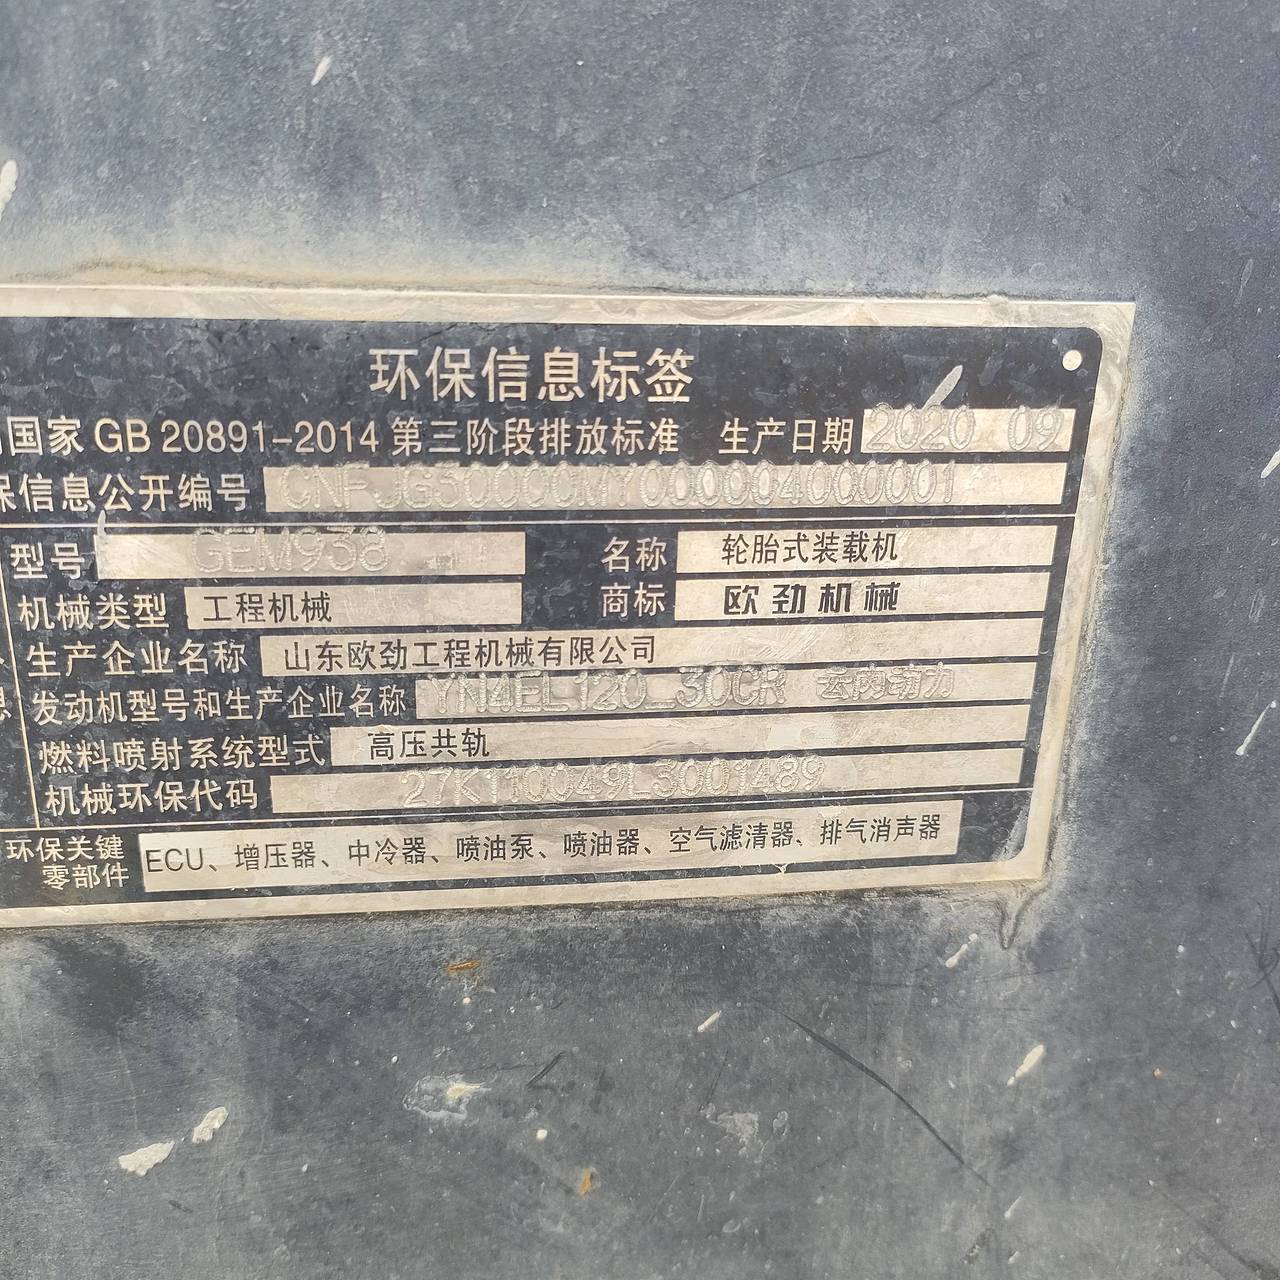 环保信息标签
国家 GB 20891-2014 第三阶段排放标准 生产日期 2020 09
保信息公开编号
型号 GEM938 名称 轮胎式装载机
机械类型 工程机械 商标 欧劲机械
生产企业名称 山东欧劲工程机械有限公司
发动机型号和生产企业名称 YN4EL120_30CR 云内动力
燃料喷射系统型式 高压共轨
机械环保代码 27K110049L3001489
环保关键零部件 ECU、增压器、中冷器、喷油泵、喷油器、空气滤清器、排气消声器